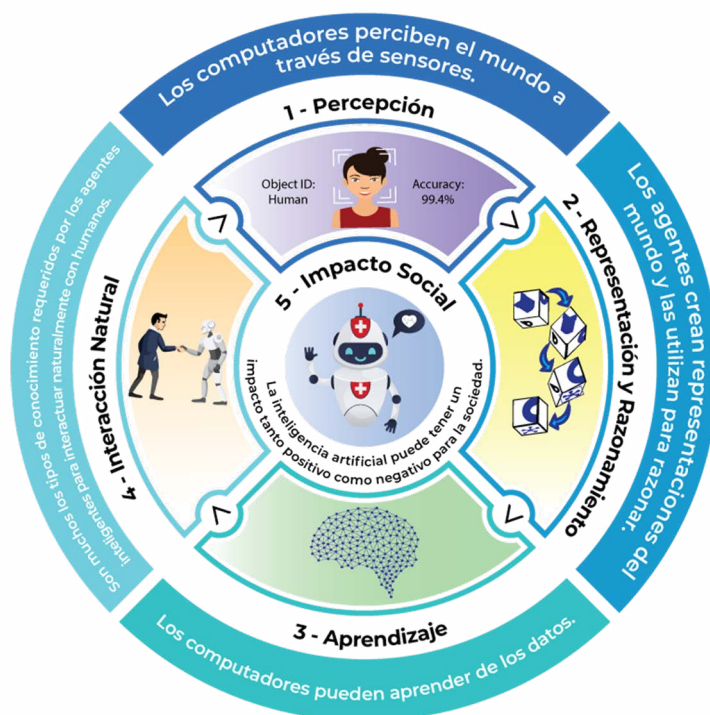 Los computadores perciben el mundo a
través de sensores.
1 - Percepción
Object ID:
Human
Accuracy:
99.4%
Los agentes crean representaciones del
mundo y las utilizan para razonar.
2 - Representación y Razonamiento
3 - Aprendizaje
Los computadores pueden aprender de los datos.
Son muchos los tipos de conocimiento requeridos por los agentes
inteligentes para interactuar naturalmente con humanos.
4 - Interacción Natural
5 - Impacto Social
La inteligencia artificial puede tener un
impacto tanto positivo como negativo para la sociedad.